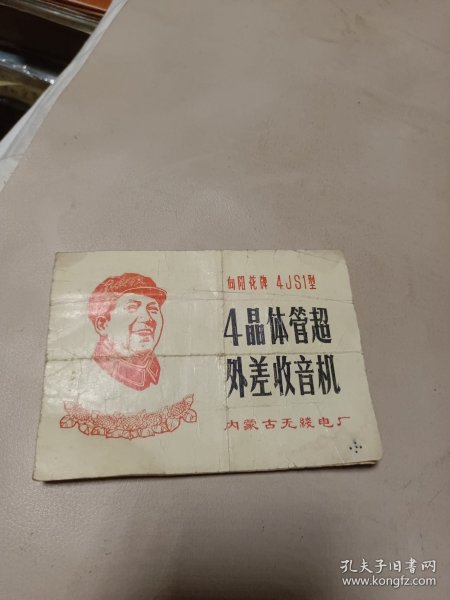 向阳花牌 4JS1型
4晶体管超
外差收音机
内蒙古无线电厂
孔夫子旧书网
www.kongfz.com